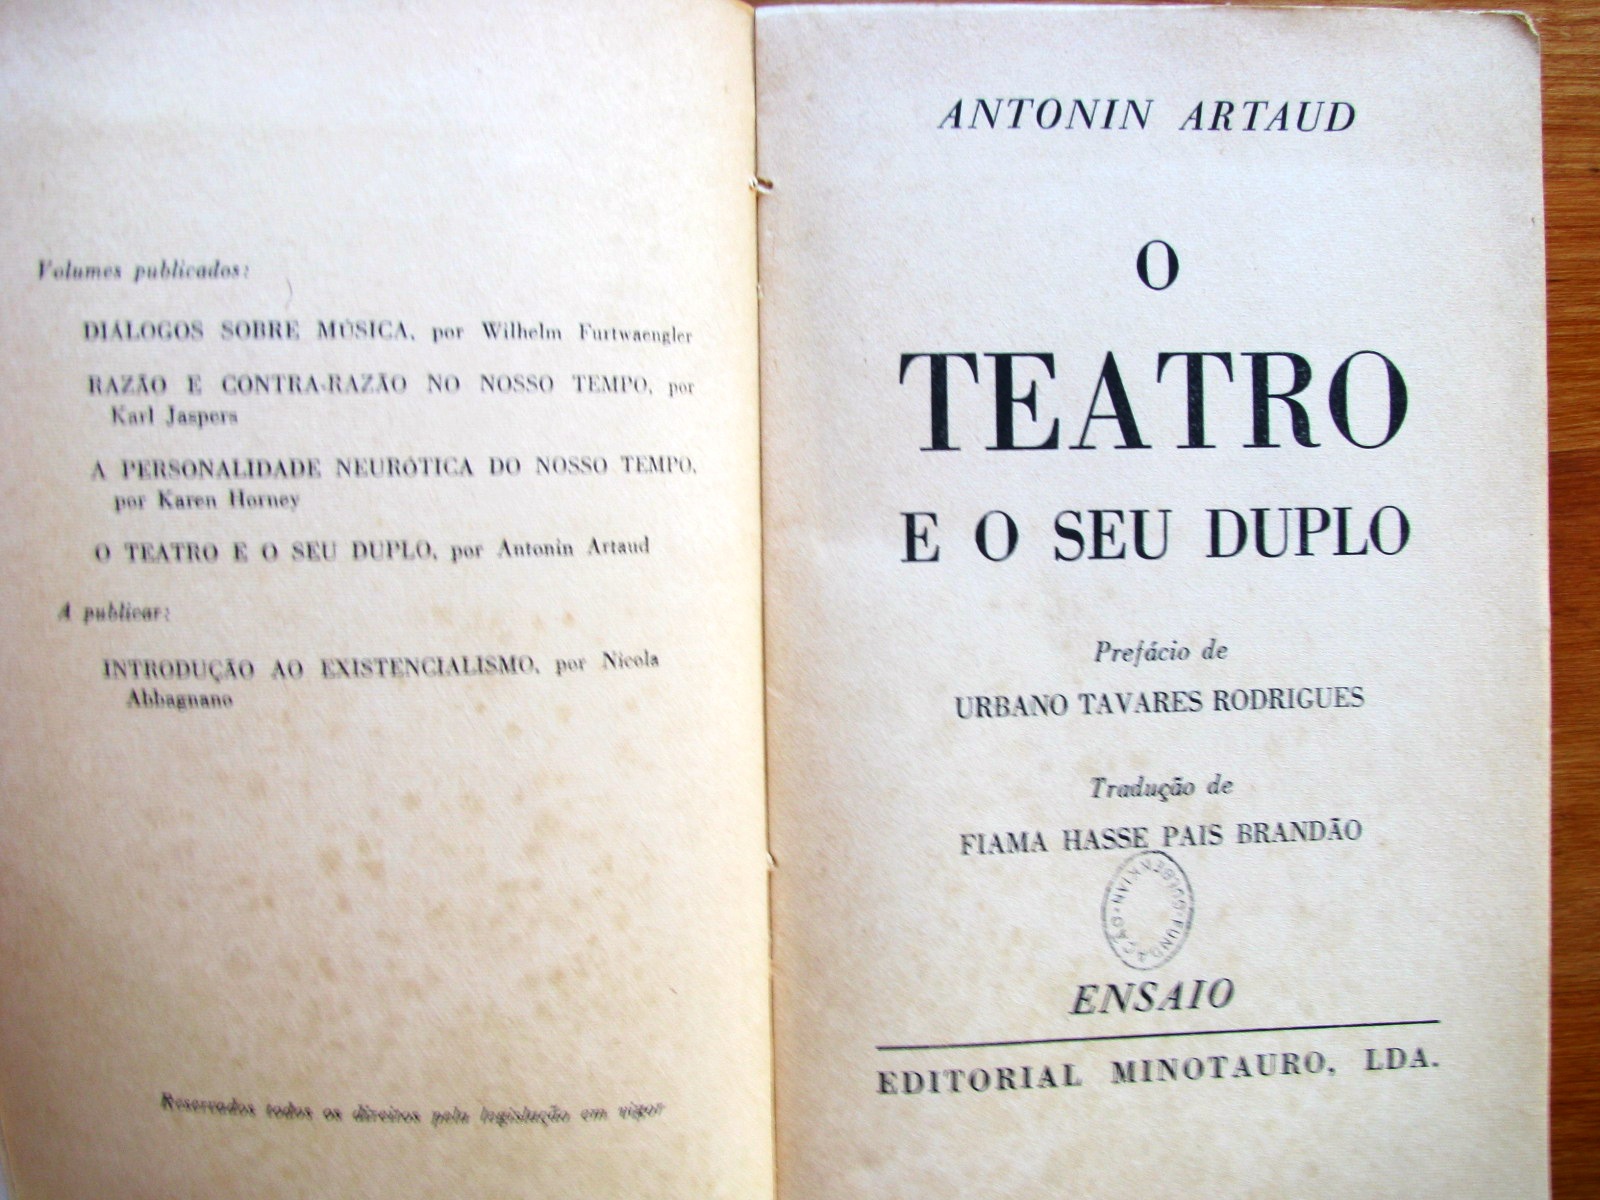 Volumes publicados:
DIÁLOGOS SOBRE MÚSICA, por Wilhelm Furtwaengler
RAZÃO E CONTRA-RAZÃO NO NOSSO TEMPO, por
Karl Jaspers
A PERSONALIDADE NEURÓTICA DO NOSSO TEMPO,
por Karen Horney
O TEATRO E O SEU DUPLO, por Antonin Artaud
A publicar:
INTRODUÇÃO AO EXISTENCIALISMO, por Nicola
Abbagnano
Reservados todos os direitos pela legislação em vigor
ANTONIN ARTAUD
O
TEATRO
E O SEU DUPLO
Prefácio de
URBANO TAVARES RODRIGUES
Tradução de
FIAMA HASSE PAIS BRANDÃO
FUNDAÇÃO · GULBENKIAN ·
ENSAIO
EDITORIAL MINOTAURO, LDA.